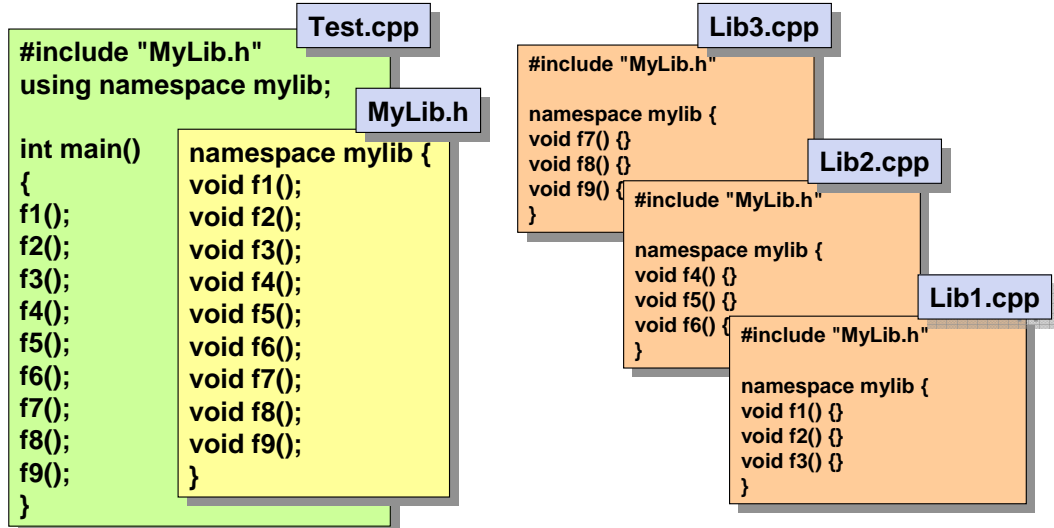 Test.cpp
#include "MyLib.h"
using namespace mylib;
int main()
{
f1();
f2();
f3();
f4();
f5();
f6();
f7();
f8();
f9();
}
MyLib.h
namespace mylib {
void f1();
void f2();
void f3();
void f4();
void f5();
void f6();
void f7();
void f8();
void f9();
}
Lib3.cpp
#include "MyLib.h"
namespace mylib {
void f7() {}
void f8() {}
void f9() {
}
Lib2.cpp
#include "MyLib.h"
namespace mylib {
void f4() {}
void f5() {}
void f6() {
}
Lib1.cpp
#include "MyLib.h"
namespace mylib {
void f1() {}
void f2() {}
void f3() {}
}